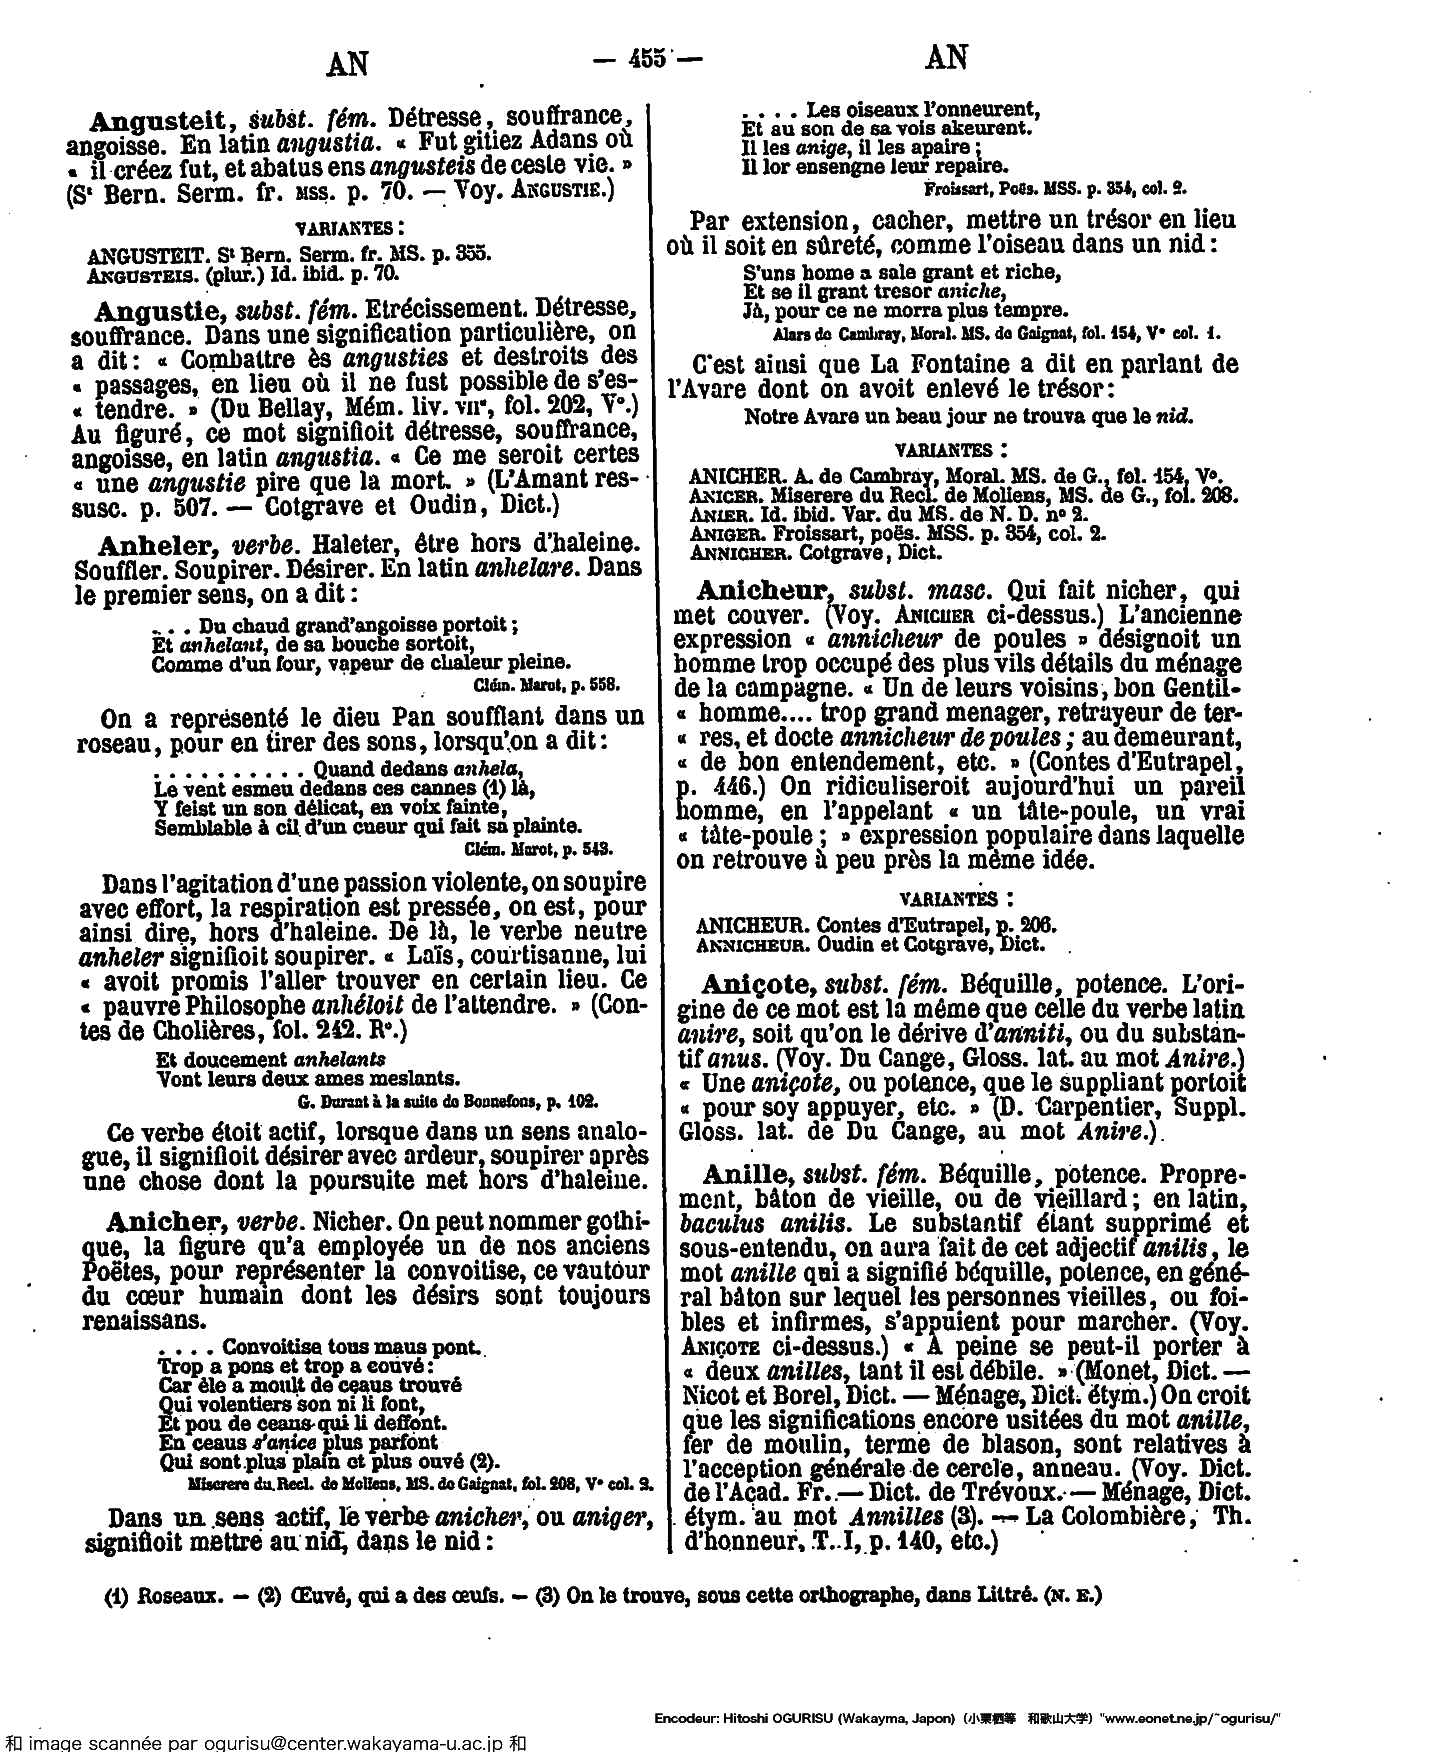 AN
— 455 —
AN
Angusteit, subst. fém. Détresse, souffrance,
angoisse. En latin angustia. « Fut gitiez Adans où
« il créez fut, et abatus ens angusteis de ceste vie. »
(St Bern. Serm. fr. MSS. p. 70. — Voy. ANGUSTIE.)
VARIANTES :
ANGUSTEIT. St Bern. Serm. fr. MS. p. 355.
ANGUSTEIS. (plur.) Id. ibid. p. 70.
Angustie, subst. fém. Etrécissement. Détresse,
souffrance. Dans une signification particulière, on
a dit : « Combattre ès angusties et destroits des
« passages, en lieu où il ne fust possible de s'es-
« tendre. » (Du Bellay, Mém. liv. VIIe, fol. 202, Vo.)
Au figuré, ce mot signifioit détresse, souffrance,
angoisse, en latin angustia. « Ce me seroit certes
« une angustie pire que la mort. » (L'Amant res-
susc. p. 507. — Cotgrave et Oudin, Dict.)
Anheler, verbe. Haleter, être hors d'haleine.
Souffler. Soupirer. Désirer. En latin anhelare. Dans
le premier sens, on a dit :
. . . Du chaud grand'angoisse portoit ;
Et anhelant, de sa bouche sortoit,
Comme d'un four, vapeur de chaleur pleine.
Clém. Marot, p. 558.
On a représenté le dieu Pan soufflant dans un
roseau, pour en tirer des sons, lorsqu'on a dit :
. . . . . . . . . . Quand dedans anhela,
Le vent esmeu dedans ces cannes (1) là,
Y feist un son délicat, en voix fainte,
Semblable à cil d'un cueur qui fait sa plainte.
Clém. Marot, p. 543.
Dans l'agitation d'une passion violente, on soupire
avec effort, la respiration est pressée, on est, pour
ainsi dire, hors d'haleine. De là, le verbe neutre
anheler signifioit soupirer. « Laïs, courtisanne, lui
« avoit promis l'aller trouver en certain lieu. Ce
« pauvre Philosophe anhéloit de l'attendre. » (Con-
tes de Cholières, fol. 242. Ro.)
Et doucement anhelants
Vont leurs deux ames meslants.
G. Durant à la suite de Bonnefons, p. 102.
Ce verbe étoit actif, lorsque dans un sens analo-
gue, il signifioit désirer avec ardeur, soupirer après
une chose dont la poursuite met hors d'haleine.
Anicher, verbe. Nicher. On peut nommer gothi-
que, la figure qu'a employée un de nos anciens
Poëtes, pour représenter la convoitise, ce vautour
du cœur humain dont les désirs sont toujours
renaissans.
. . . . Convoitise tous maus pont.
Trop a pons et trop a couvé :
Car èle a moult de ceaus trouvé
Qui volentiers son ni li font,
Et pou de ceans qui li deffont.
En ceaus s'anice plus parfont
Qui sont plus plain et plus ouvé (2).
Miserere du Recl. de Moliens, MS. de Gaignat, fol. 208, Vo col. 2.
Dans un sens actif, le verbe anicher, ou aniger,
signifioit mettre au nid, dans le nid :
. . . . Les oiseaux l'onneurent,
Et au son de sa vois akeurent.
Il les anige, il les apaire ;
Il lor ensengne leur repaire.
Froissart, Poës. MSS. p. 354, col. 2.
Par extension, cacher, mettre un trésor en lieu
où il soit en sûreté, comme l'oiseau dans un nid :
S'uns home a sale grant et riche,
Et se il grant tresor aniche,
Jà, pour ce ne morra plus tempre.
Alars de Cambray, Moral. MS. de Gaignat, fol. 154, Vo col. 1.
C'est ainsi que La Fontaine a dit en parlant de
l'Avare dont on avoit enlevé le trésor :
Notre Avare un beau jour ne trouva que le nid.
VARIANTES :
ANICHER. A. de Cambray, Moral. MS. de G., fol. 154, Vo.
ANICER. Miserere du Recl. de Moliens, MS. de G., fol. 208.
ANIER. Id. ibid. Var. du MS. de N. D. no 2.
ANIGER. Froissart, poës. MSS. p. 354, col. 2.
ANNICHER. Cotgrave, Dict.
Anicheur, subst. masc. Qui fait nicher, qui
met couver. (Voy. ANICHER ci-dessus.) L'ancienne
expression « annicheur de poules » désignoit un
homme trop occupé des plus vils détails du ménage
de la campagne. « Un de leurs voisins, bon Gentil-
« homme.... trop grand menager, retrayeur de ter-
« res, et docte annicheur de poules ; au demeurant,
« de bon entendement, etc. » (Contes d'Eutrapel,
p. 446.) On ridiculiseroit aujourd'hui un pareil
homme, en l'appelant « un tâte-poule, un vrai
« tâte-poule ; » expression populaire dans laquelle
on retrouve à peu près la même idée.
VARIANTES :
ANICHEUR. Contes d'Eutrapel, p. 206.
ANNICHEUR. Oudin et Cotgrave, Dict.
Aniçote, subst. fém. Béquille, potence. L'ori-
gine de ce mot est la même que celle du verbe latin
anire, soit qu'on le dérive d'anniti, ou du substan-
tif anus. (Voy. Du Cange, Gloss. lat. au mot Anire.)
« Une aniçote, ou potence, que le suppliant portoit
« pour soy appuyer, etc. » (D. Carpentier, Suppl.
Gloss. lat. de Du Cange, au mot Anire.)
Anille, subst. fém. Béquille, potence. Propre-
ment, bâton de vieille, ou de vieillard ; en latin,
baculus anilis. Le substantif étant supprimé et
sous-entendu, on aura fait de cet adjectif anilis, le
mot anille qui a signifié béquille, potence, en géné-
ral bâton sur lequel les personnes vieilles, ou foi-
bles et infirmes, s'appuient pour marcher. (Voy.
ANIÇOTE ci-dessus.) « A peine se peut-il porter à
« deux anilles, tant il est débile. » (Monet, Dict. —
Nicot et Borel, Dict. — Ménage, Dict. étym.) On croit
que les significations encore usitées du mot anille,
fer de moulin, terme de blason, sont relatives à
l'acception générale de cercle, anneau. (Voy. Dict.
de l'Acad. Fr. — Dict. de Trévoux. — Ménage, Dict.
étym. au mot Annilles (3). — La Colombière, Th.
d'honneur, T. I, p. 140, etc.)
(1) Roseaux. — (2) Œuvé, qui a des œufs. — (3) On le trouve, sous cette orthographe, dans Littré. (N. E.)
Encodeur: Hitoshi OGURISU (Wakayma, Japon) (小栗栖等 和歌山大学) "www.eonet.ne.jp/~ogurisu/"
和 image scannée par ogurisu@center.wakayama-u.ac.jp 和